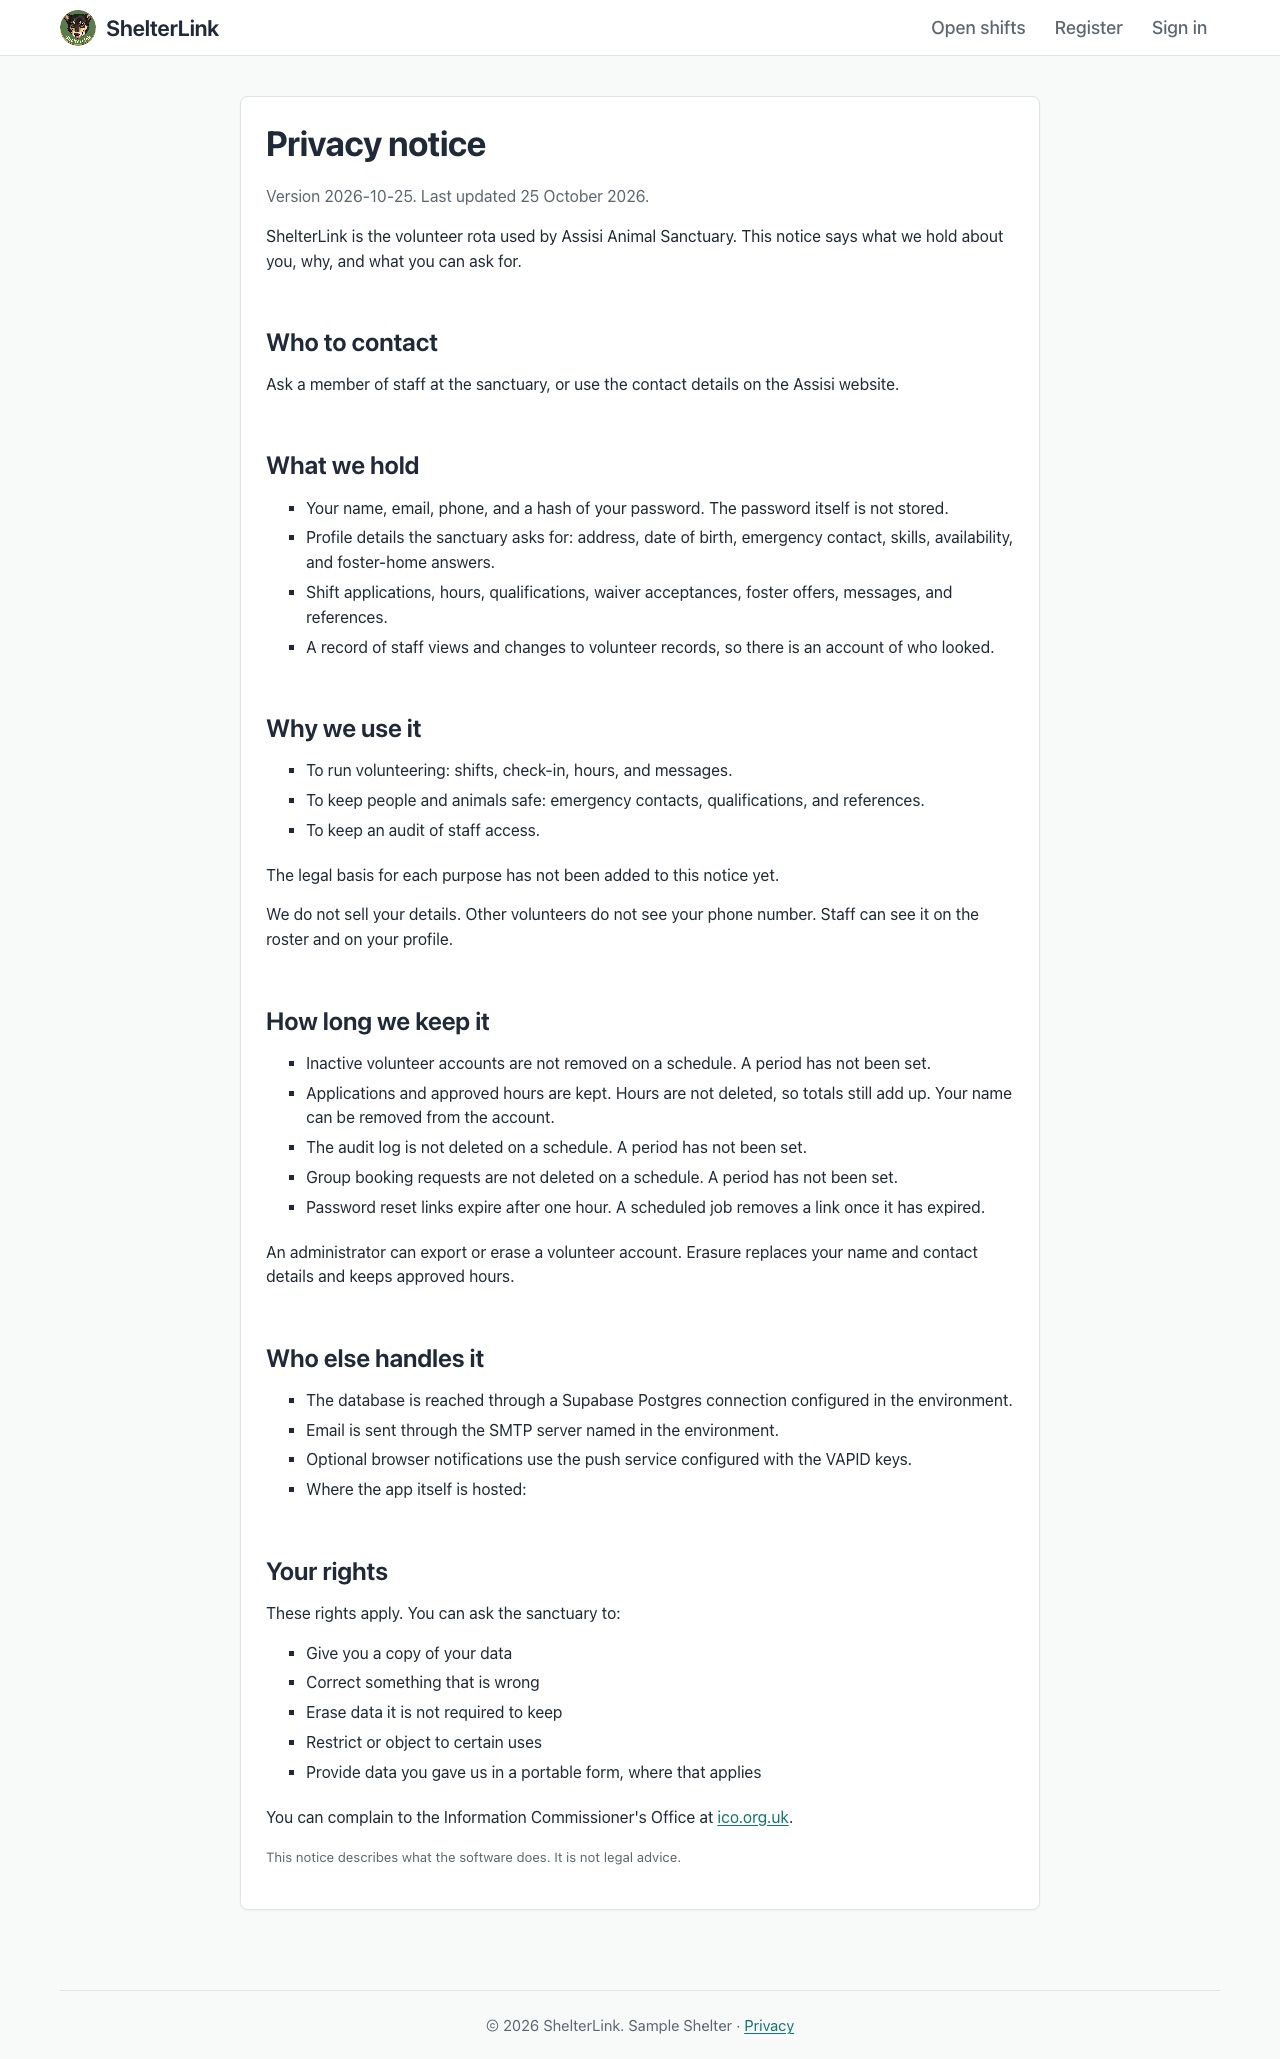 ShelterLink
Open shifts
Register
Sign in
Privacy notice
Version 2026-10-25. Last updated 25 October 2026.
ShelterLink is the volunteer rota used by Assisi Animal Sanctuary. This notice says what we hold about
you, why, and what you can ask for.
Who to contact
Ask a member of staff at the sanctuary, or use the contact details on the Assisi website.
What we hold
Your name, email, phone, and a hash of your password. The password itself is not stored.
Profile details the sanctuary asks for: address, date of birth, emergency contact, skills, availability,
and foster-home answers.
Shift applications, hours, qualifications, waiver acceptances, foster offers, messages, and
references.
A record of staff views and changes to volunteer records, so there is an account of who looked.
Why we use it
To run volunteering: shifts, check-in, hours, and messages.
To keep people and animals safe: emergency contacts, qualifications, and references.
To keep an audit of staff access.
The legal basis for each purpose has not been added to this notice yet.
We do not sell your details. Other volunteers do not see your phone number. Staff can see it on the
roster and on your profile.
How long we keep it
Inactive volunteer accounts are not removed on a schedule. A period has not been set.
Applications and approved hours are kept. Hours are not deleted, so totals still add up. Your name
can be removed from the account.
The audit log is not deleted on a schedule. A period has not been set.
Group booking requests are not deleted on a schedule. A period has not been set.
Password reset links expire after one hour. A scheduled job removes a link once it has expired.
An administrator can export or erase a volunteer account. Erasure replaces your name and contact
details and keeps approved hours.
Who else handles it
The database is reached through a Supabase Postgres connection configured in the environment.
Email is sent through the SMTP server named in the environment.
Optional browser notifications use the push service configured with the VAPID keys.
Where the app itself is hosted:
Your rights
These rights apply. You can ask the sanctuary to:
Give you a copy of your data
Correct something that is wrong
Erase data it is not required to keep
Restrict or object to certain uses
Provide data you gave us in a portable form, where that applies
You can complain to the Information Commissioner's Office at ico.org.uk.
This notice describes what the software does. It is not legal advice.
© 2026 ShelterLink. Sample Shelter · Privacy